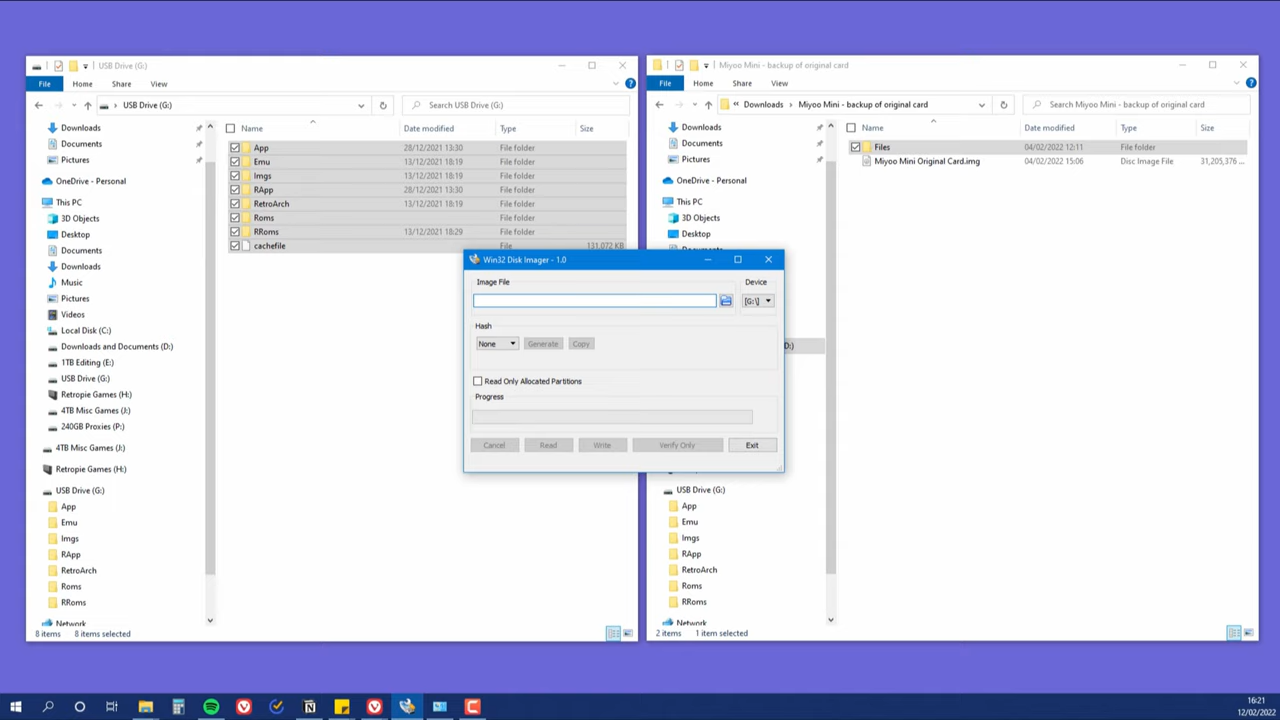 USB Drive (G:)
File Home Share View
USB Drive (G:) Search USB Drive (G:)
Name Date modified Type Size
Downloads
Documents
Pictures
OneDrive - Personal
This PC
3D Objects
Desktop
Documents
Downloads
Music
Pictures
Videos
Local Disk (C:)
Downloads and Documents (D:)
1TB Editing (E:)
USB Drive (G:)
Retropie Games (H:)
4TB Misc Games (J:)
240GB Proxies (P:)
4TB Misc Games (J:)
Retropie Games (H:)
USB Drive (G:)
App
Emu
Imgs
RApp
RetroArch
Roms
RRoms
Network
App 28/12/2021 13:30 File folder
Emu 13/12/2021 18:19 File folder
Imgs 13/12/2021 18:19 File folder
RApp 28/12/2021 13:30 File folder
RetroArch 13/12/2021 18:19 File folder
Roms File folder
RRoms 13/12/2021 18:29 File folder
cachefile File 131,072 KB
8 items 8 items selected
Miyoo Mini - backup of original card
File Home Share View
« Downloads Miyoo Mini - backup of original card Search Miyoo Mini - backup of original card
Name Date modified Type Size
Downloads
Documents
Pictures
OneDrive - Personal
This PC
3D Objects
Desktop
Documents
D:)
USB Drive (G:)
App
Emu
Imgs
RApp
RetroArch
Roms
RRoms
Network
Files 04/02/2022 12:11 File folder
Miyoo Mini Original Card.img 04/02/2022 15:06 Disc Image File 31,205,376 ...
2 items 1 item selected
Win32 Disk Imager - 1.0
Image File Device
[G:\]
Hash
None Generate Copy
Read Only Allocated Partitions
Progress
Cancel Read Write Verify Only Exit
16:21
12/02/2022